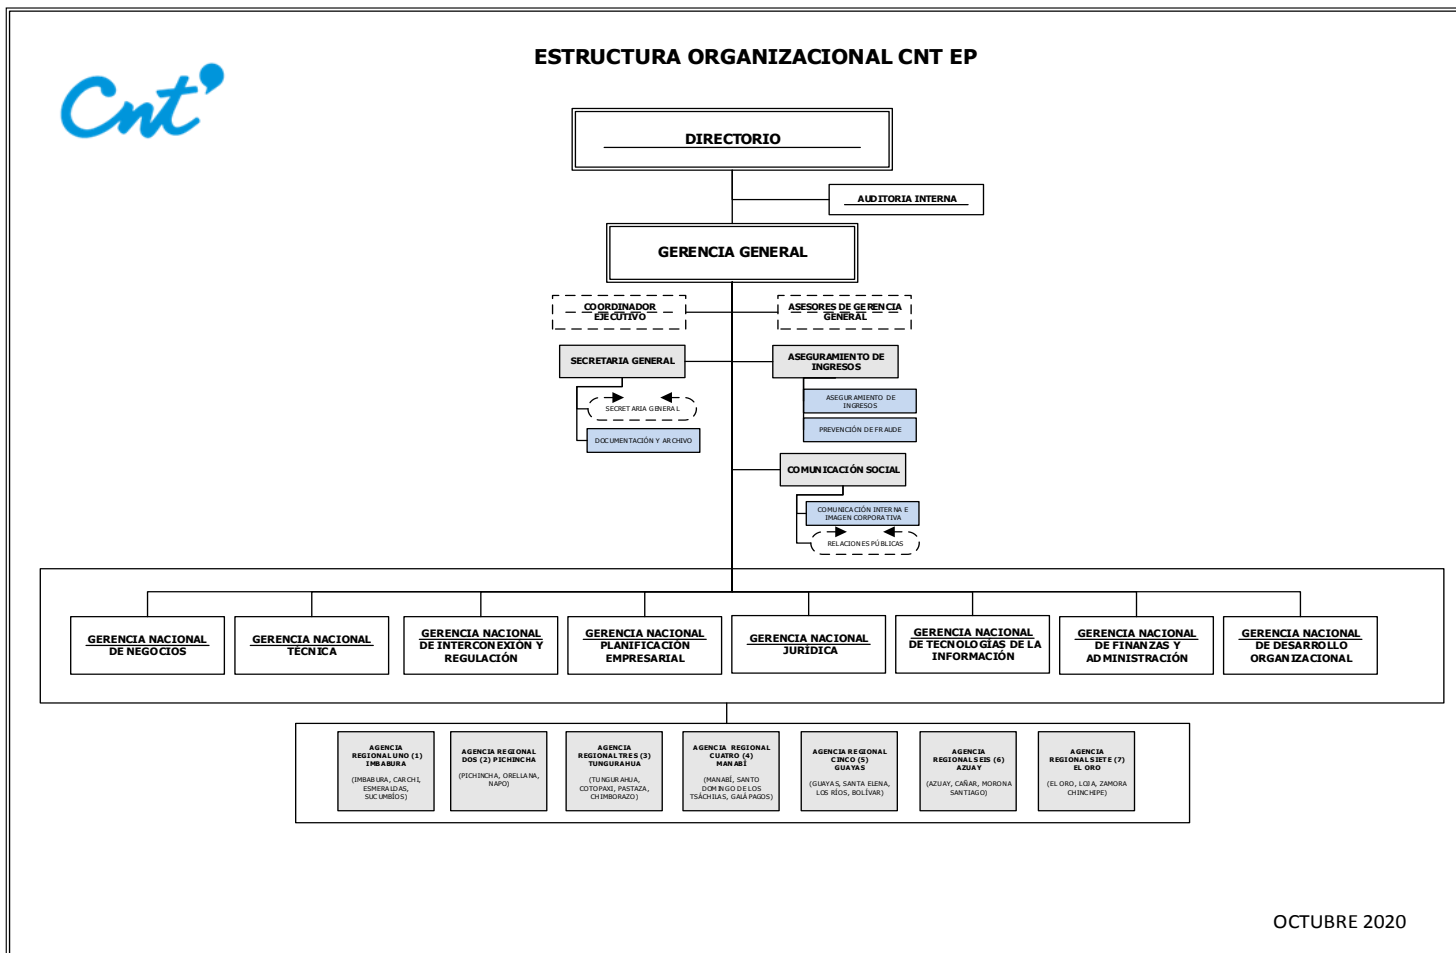 ESTRUCTURA ORGANIZACIONAL CNT EP
Cnt
DIRECTORIO
AUDITORIA INTERNA
GERENCIA GENERAL
COORDINADOR
EJECUTIVO
ASESORES DE GERENCIA
GENERAL
SECRETARIA GENERAL
ASEGURAMIENTO DE
INGRESOS
SECRETARIA GENERAL
DOCUMENTACIÓN Y ARCHIVO
ASEGURAMIENTO DE
INGRESOS
PREVENCIÓN DE FRAUDE
COMUNICACIÓN SOCIAL
COMUNICACIÓN INTERNA E
IMAGEN CORPORATIVA
RELACIONES PÚBLICAS
GERENCIA NACIONAL
DE NEGOCIOS
GERENCIA NACIONAL
TÉCNICA
GERENCIA NACIONAL
DE INTERCONEXIÓN Y
REGULACIÓN
GERENCIA NACIONAL
PLANIFICACIÓN
EMPRESARIAL
GERENCIA NACIONAL
JURÍDICA
GERENCIA NACIONAL
DE TECNOLOGÍAS DE LA
INFORMACIÓN
GERENCIA NACIONAL
DE FINANZAS Y
ADMINISTRACIÓN
GERENCIA NACIONAL
DE DESARROLLO
ORGANIZACIONAL
AGENCIA
REGIONAL UNO (1)
IMBABURA
(IMBABURA, CARCHI,
ESMERALDAS,
SUCUMBÍOS)
AGENCIA REGIONAL
DOS (2) PICHINCHA
(PICHINCHA, ORELLANA,
NAPO)
AGENCIA
REGIONAL TRES (3)
TUNGURAHUA
(TUNGURAHUA,
COTOPAXI, PASTAZA,
CHIMBORAZO)
AGENCIA REGIONAL
CUATRO (4)
MANABÍ
(MANABÍ, SANTO
DOMINGO DE LOS
TSÁCHILAS, GALÁPAGOS)
AGENCIA REGIONAL
CINCO (5)
GUAYAS
(GUAYAS, SANTA ELENA,
LOS RÍOS, BOLÍVAR)
AGENCIA
REGIONAL SEIS (6)
AZUAY
(AZUAY, CAÑAR, MORONA
SANTIAGO)
AGENCIA
REGIONAL SIETE (7)
EL ORO
(EL ORO, LOJA, ZAMORA
CHINCHIPE)
OCTUBRE 2020